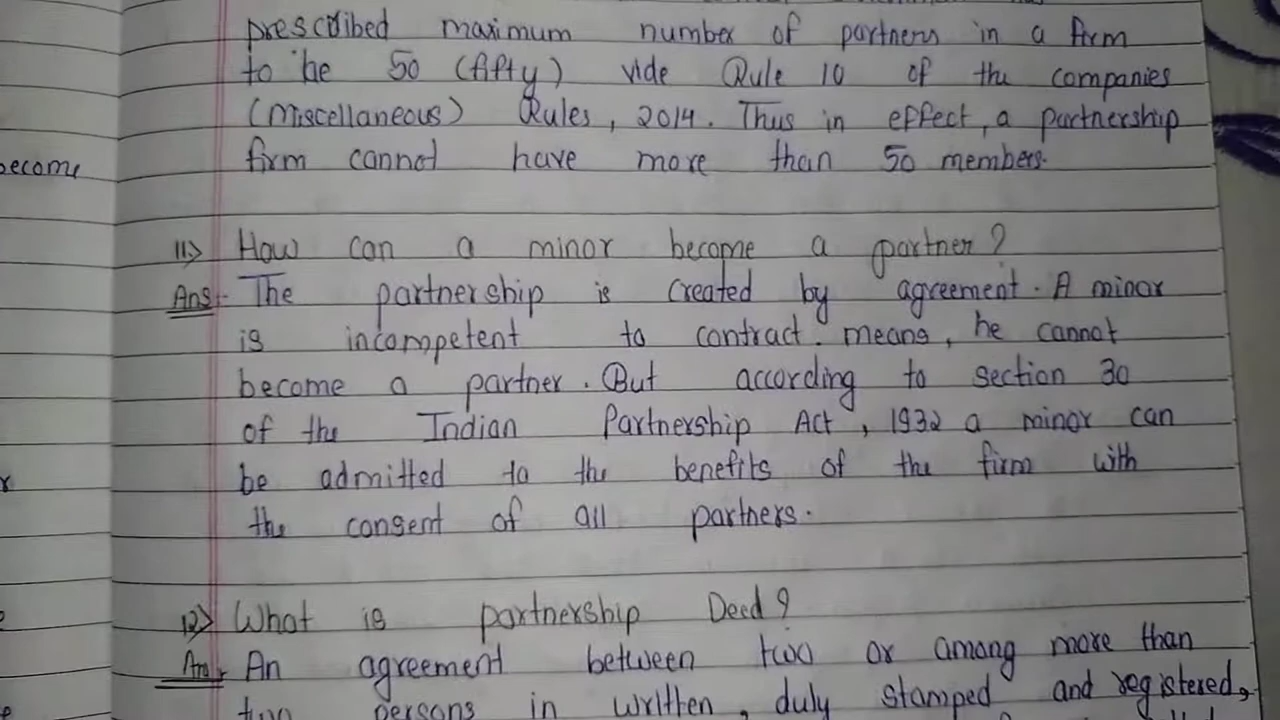 prescribed maximum number of partners in a firm
to be 50 (fifty) vide Rule 10 of the companies
(Miscellaneous) Rules, 2014. Thus in effect, a partnership
firm cannot have more than 50 members.
become
11> How can a minor become a partner?
Ans:- The partnership is created by agreement. A minor
is incompetent to contract. means, he cannot
become a partner. But according to section 30
of the Indian Partnership Act, 1932 a minor can
be admitted to the benefits of the firm with
the consent of all partners.
12> What is partnership Deed?
Ans:- An agreement between two or among more than
two persons in written, duly stamped and registered,